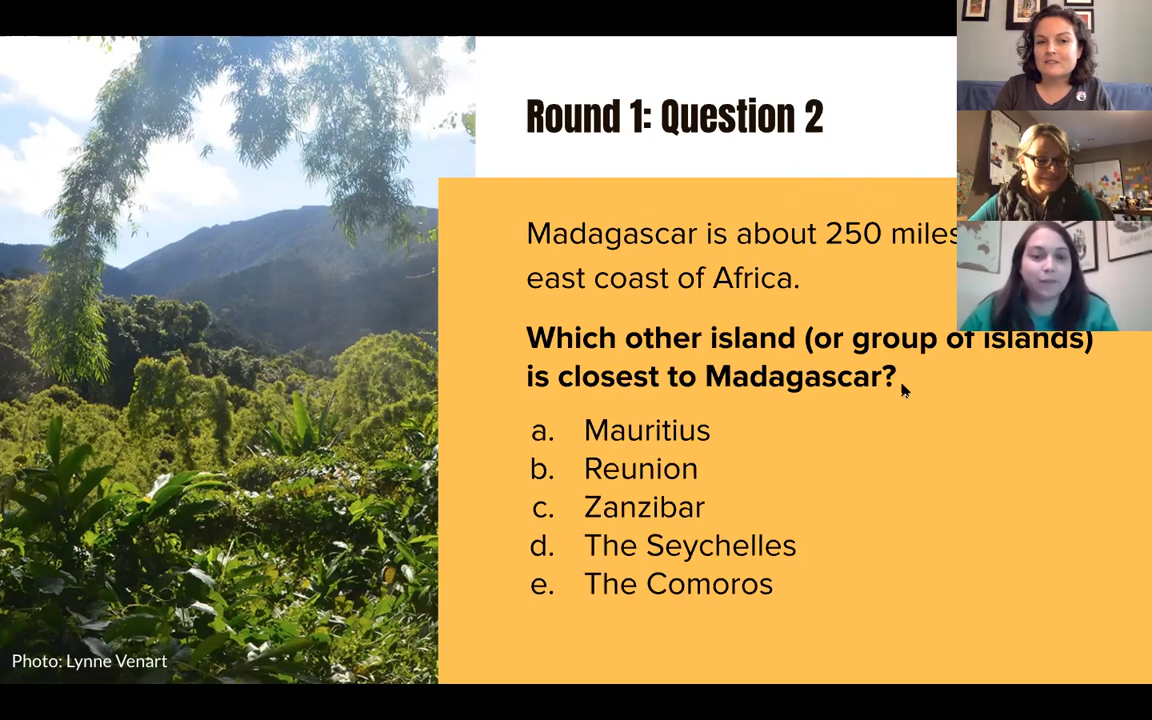 Round 1: Question 2
Madagascar is about 250 miles
east coast of Africa.
Which other island (or group of islands)
is closest to Madagascar?
a. Mauritius
b. Reunion
c. Zanzibar
d. The Seychelles
e. The Comoros
Photo: Lynne Venart